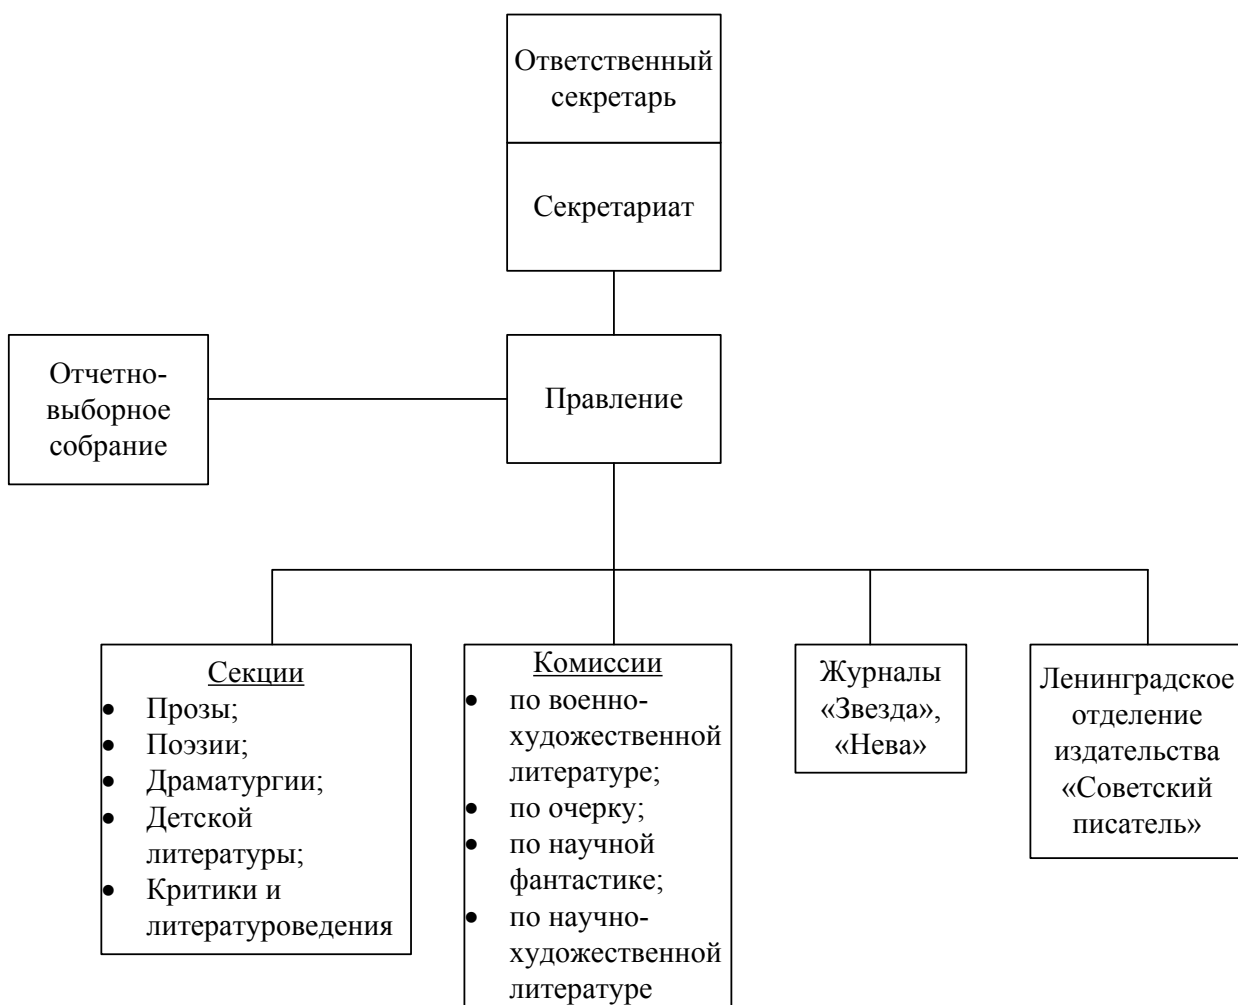 Ответственный
секретарь
Секретариат
Отчетно-
выборное
собрание
Правление
Секции
• Прозы;
• Поэзии;
• Драматургии;
• Детской
литературы;
• Критики и
литературоведения
Комиссии
• по военно-
художественной
литературе;
• по очерку;
• по научной
фантастике;
• по научно-
художественной
литературе
Журналы
«Звезда»,
«Нева»
Ленинградское
отделение
издательства
«Советский
писатель»